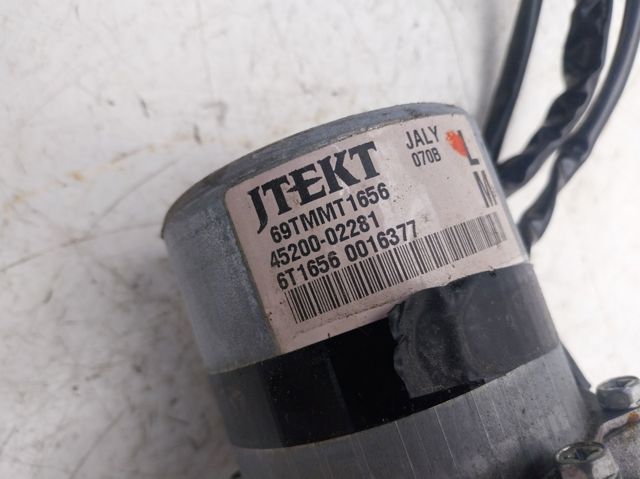 JTEKT
JALY
070B
L
M
69TMMT1656
45200-02281
6T1656 0016377